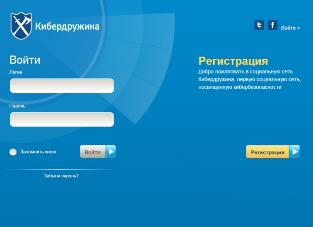 Кибердружина
Войти >
Войти
Логин
Пароль
Запомнить меня
Войти
Забыли пароль?
Регистрация
Добро пожаловать в социальную сеть
Кибердружина, первую социальную сеть,
посвященную кибербезопасности
Регистрация